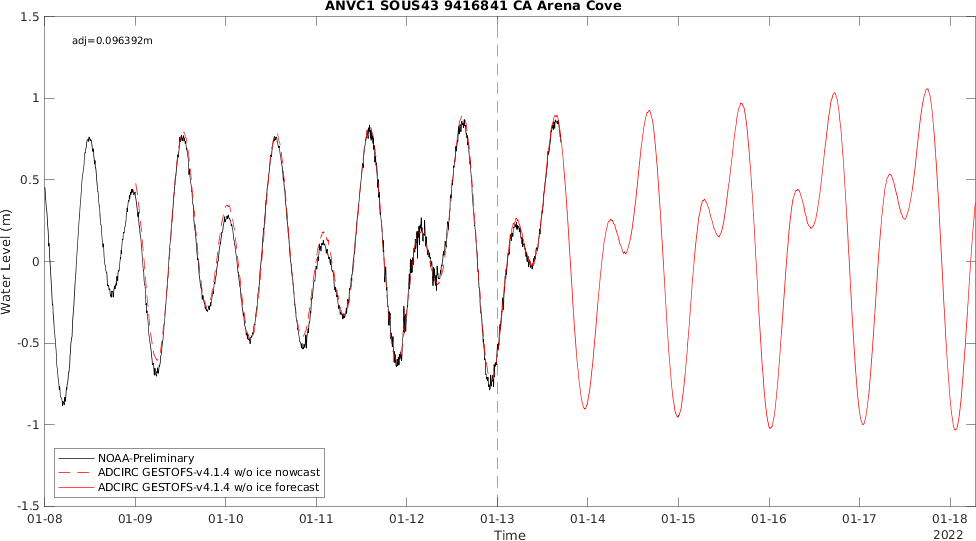 ANVC1 SOUS43 9416841 CA Arena Cove
adj=0.096392m
1.5
1
0.5
0
-0.5
-1
-1.5
Water Level (m)
NOAA-Preliminary
ADCIRC GESTOFS-v4.1.4 w/o ice nowcast
ADCIRC GESTOFS-v4.1.4 w/o ice forecast
01-08 01-09 01-10 01-11 01-12 01-13 01-14 01-15 01-16 01-17 01-18
Time
2022